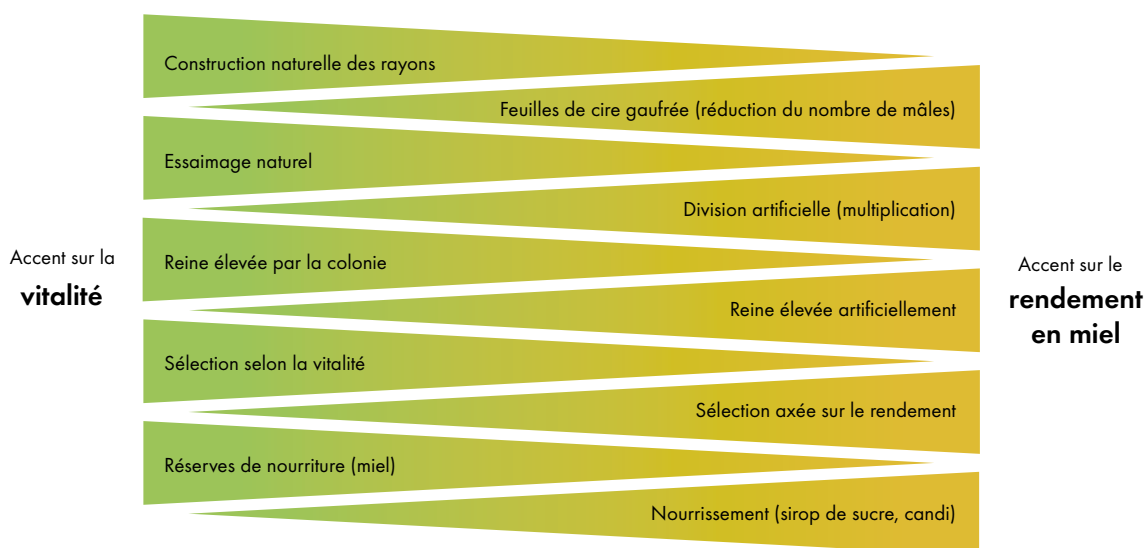 Construction naturelle des rayons
Feuilles de cire gaufrée (réduction du nombre de mâles)
Essaimage naturel
Division artificielle (multiplication)
Accent sur la
vitalité
Reine élevée par la colonie
Accent sur le
rendement
en miel
Reine élevée artificiellement
Sélection selon la vitalité
Sélection axée sur le rendement
Réserves de nourriture (miel)
Nourrissement (sirop de sucre, candi)